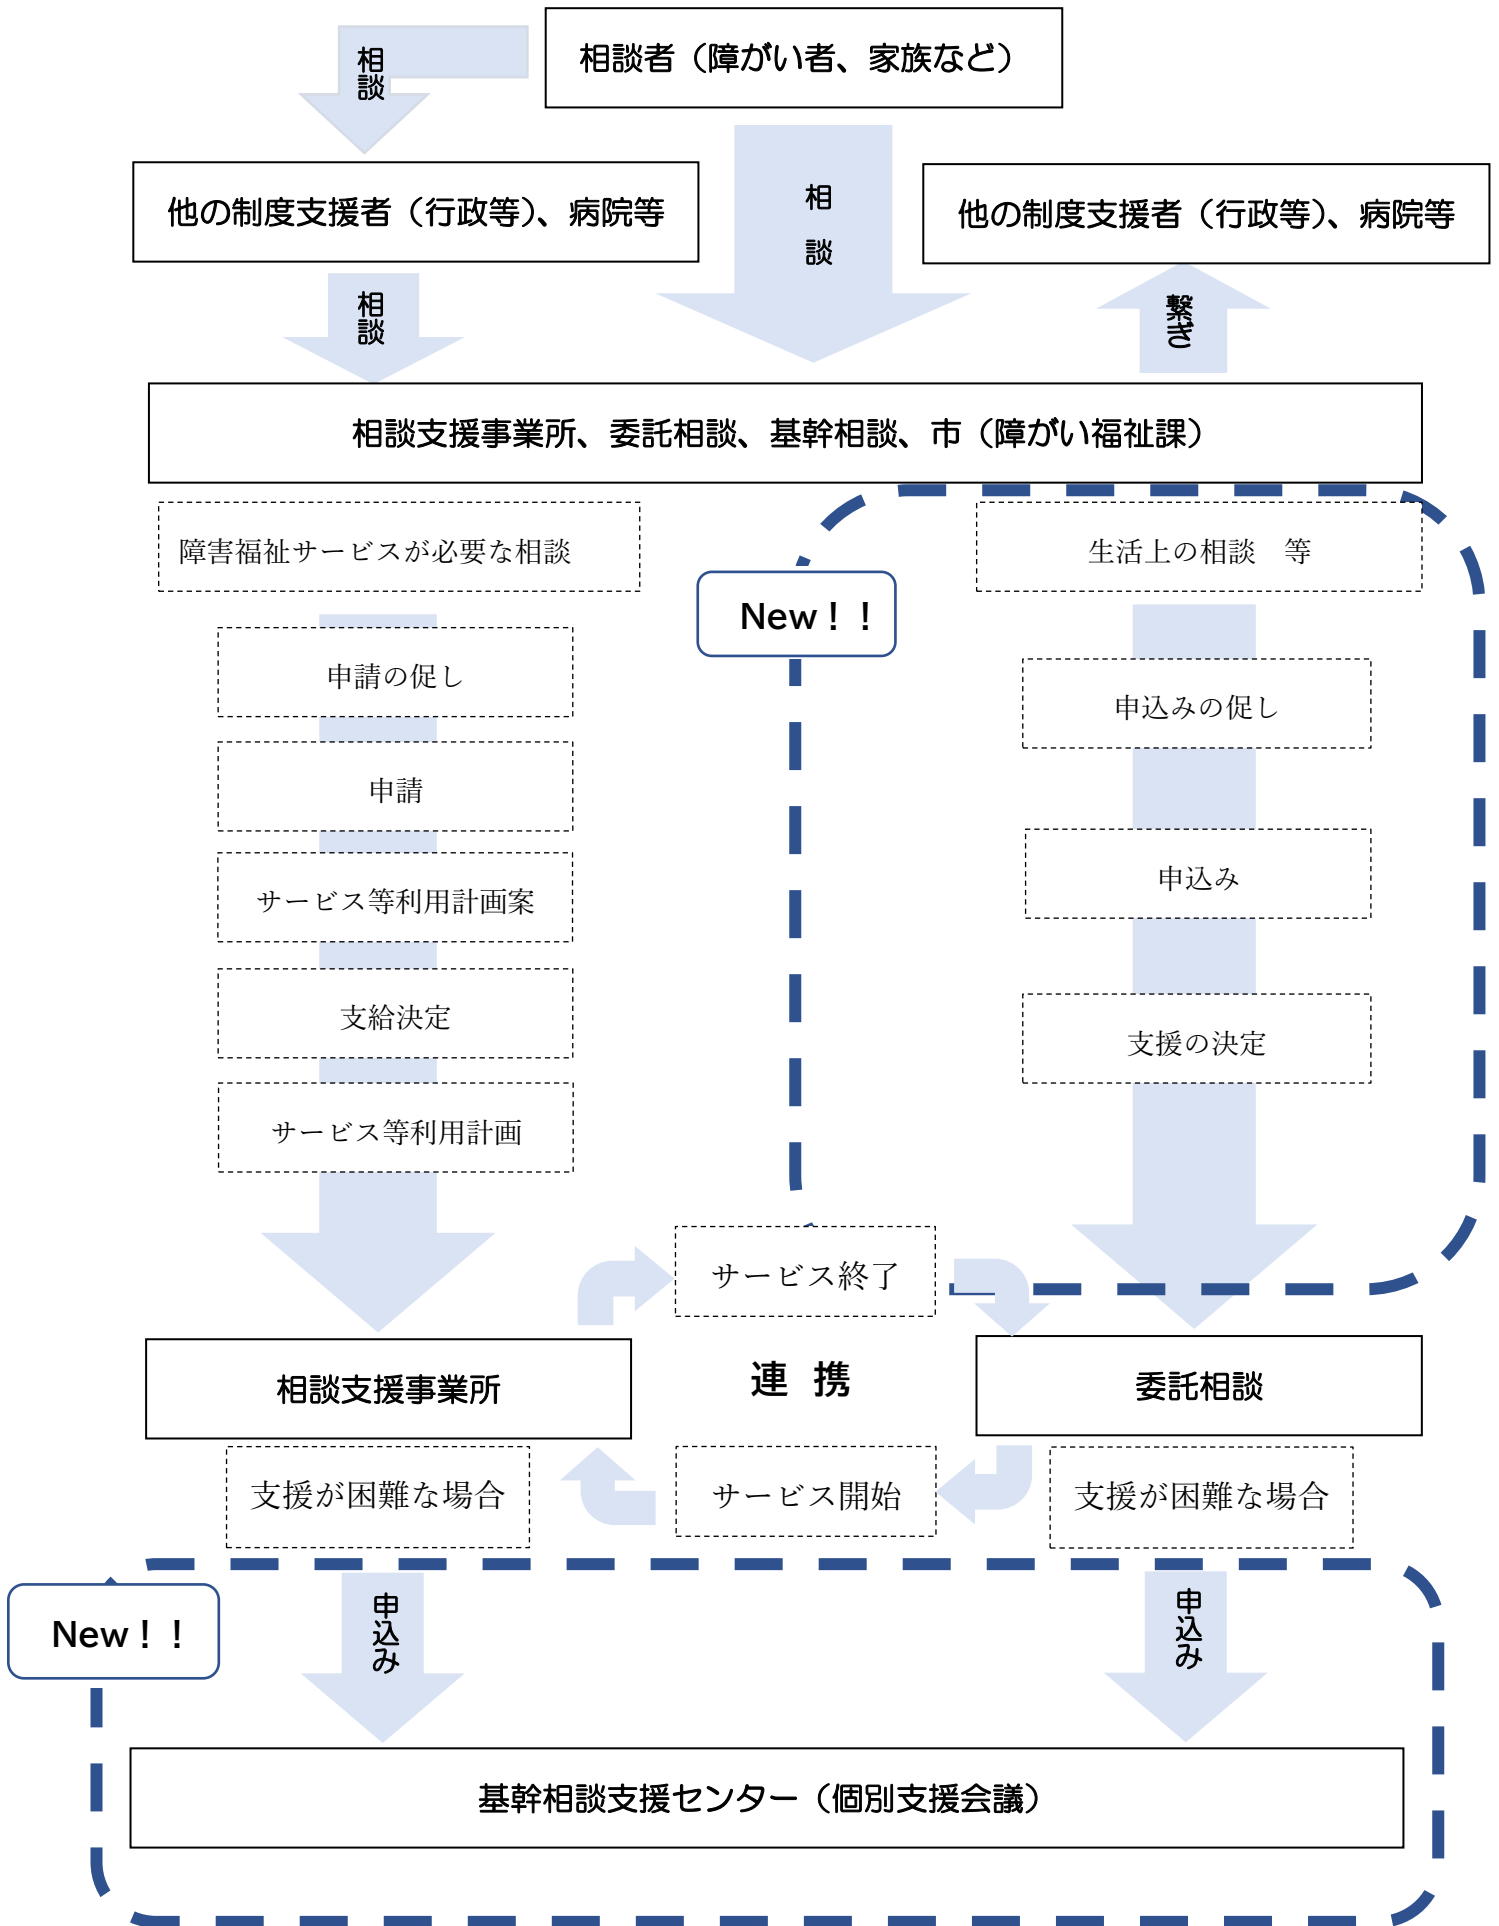 相談者（障がい者、家族など）
相談
他の制度支援者（行政等）、病院等
相談
他の制度支援者（行政等）、病院等
相談
繋ぎ
相談支援事業所、委託相談、基幹相談、市（障がい福祉課）
障害福祉サービスが必要な相談
生活上の相談　等
New！！
申請の促し
申込みの促し
申請
申込み
サービス等利用計画案
支給決定
支援の決定
サービス等利用計画
サービス終了
相談支援事業所
連 携
委託相談
支援が困難な場合
サービス開始
支援が困難な場合
New！！
申込み
申込み
基幹相談支援センター（個別支援会議）